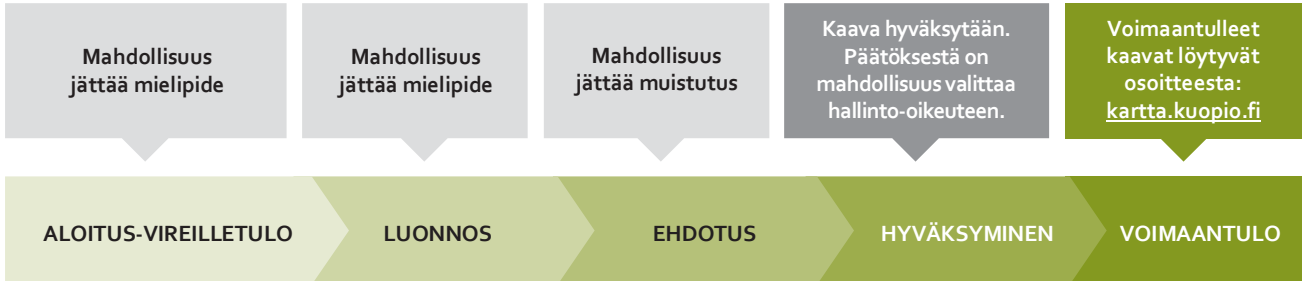 Mahdollisuus
jättää mielipide
Mahdollisuus
jättää mielipide
Mahdollisuus
jättää muistutus
Kaava hyväksytään.
Päätöksestä on
mahdollisuus valittaa
hallinto-oikeuteen.
Voimaantulleet
kaavat löytyvät
osoitteesta:
kartta.kuopio.fi
ALOITUS-VIREILLETULO
LUONNOS
EHDOTUS
HYVÄKSYMINEN
VOIMAANTULO